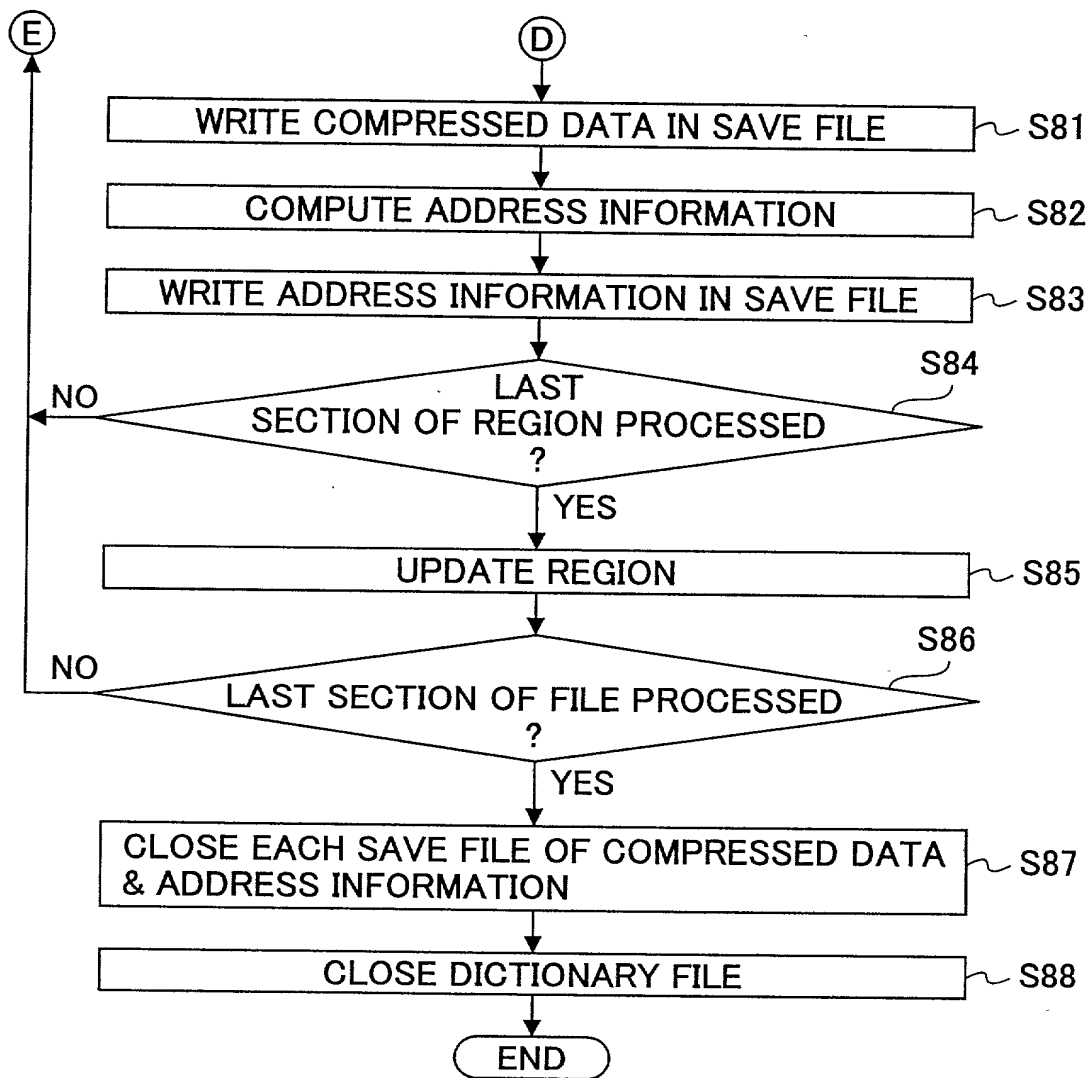 E
D
WRITE COMPRESSED DATA IN SAVE FILE
S81
COMPUTE ADDRESS INFORMATION
S82
WRITE ADDRESS INFORMATION IN SAVE FILE
S83
S84
NO
LAST
SECTION OF REGION PROCESSED
?
YES
UPDATE REGION
S85
S86
NO
LAST SECTION OF FILE PROCESSED
?
YES
CLOSE EACH SAVE FILE OF COMPRESSED DATA
& ADDRESS INFORMATION
S87
CLOSE DICTIONARY FILE
S88
END